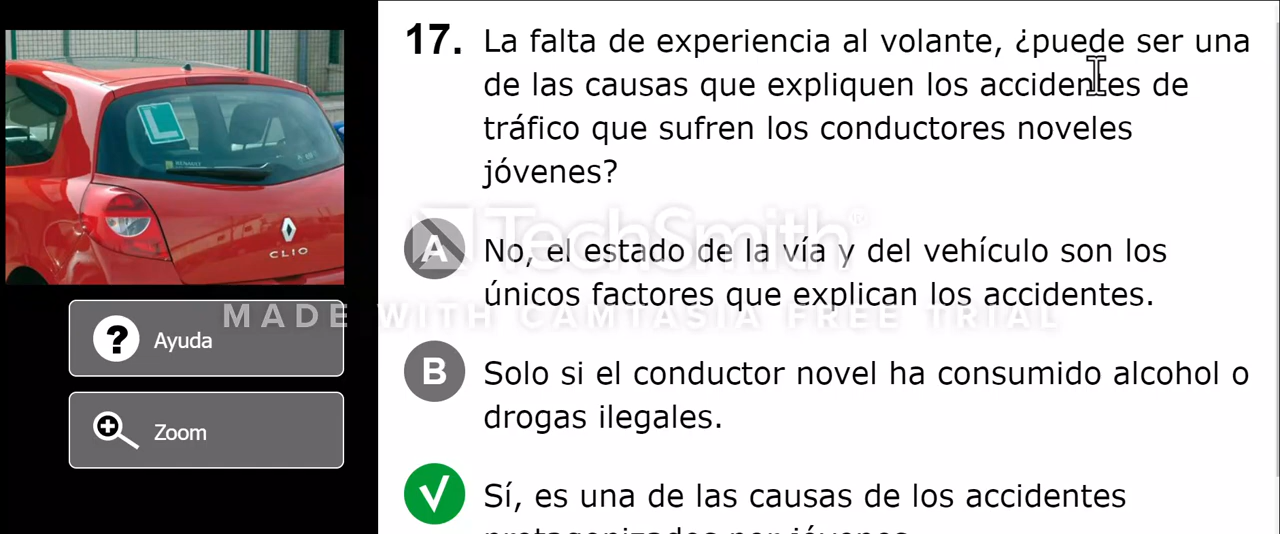 17. La falta de experiencia al volante, ¿puede ser una
de las causas que expliquen los accidentes de
tráfico que sufren los conductores noveles
jóvenes?
A No, el estado de la vía y del vehículo son los
únicos factores que explican los accidentes.
B Solo si el conductor novel ha consumido alcohol o
drogas ilegales.
Sí, es una de las causas de los accidentes
protagonizados por jóvenes.
L
CLIO
? Ayuda
Zoom
TechSmith®
MADE WITH CAMTASIA FREE TRIAL